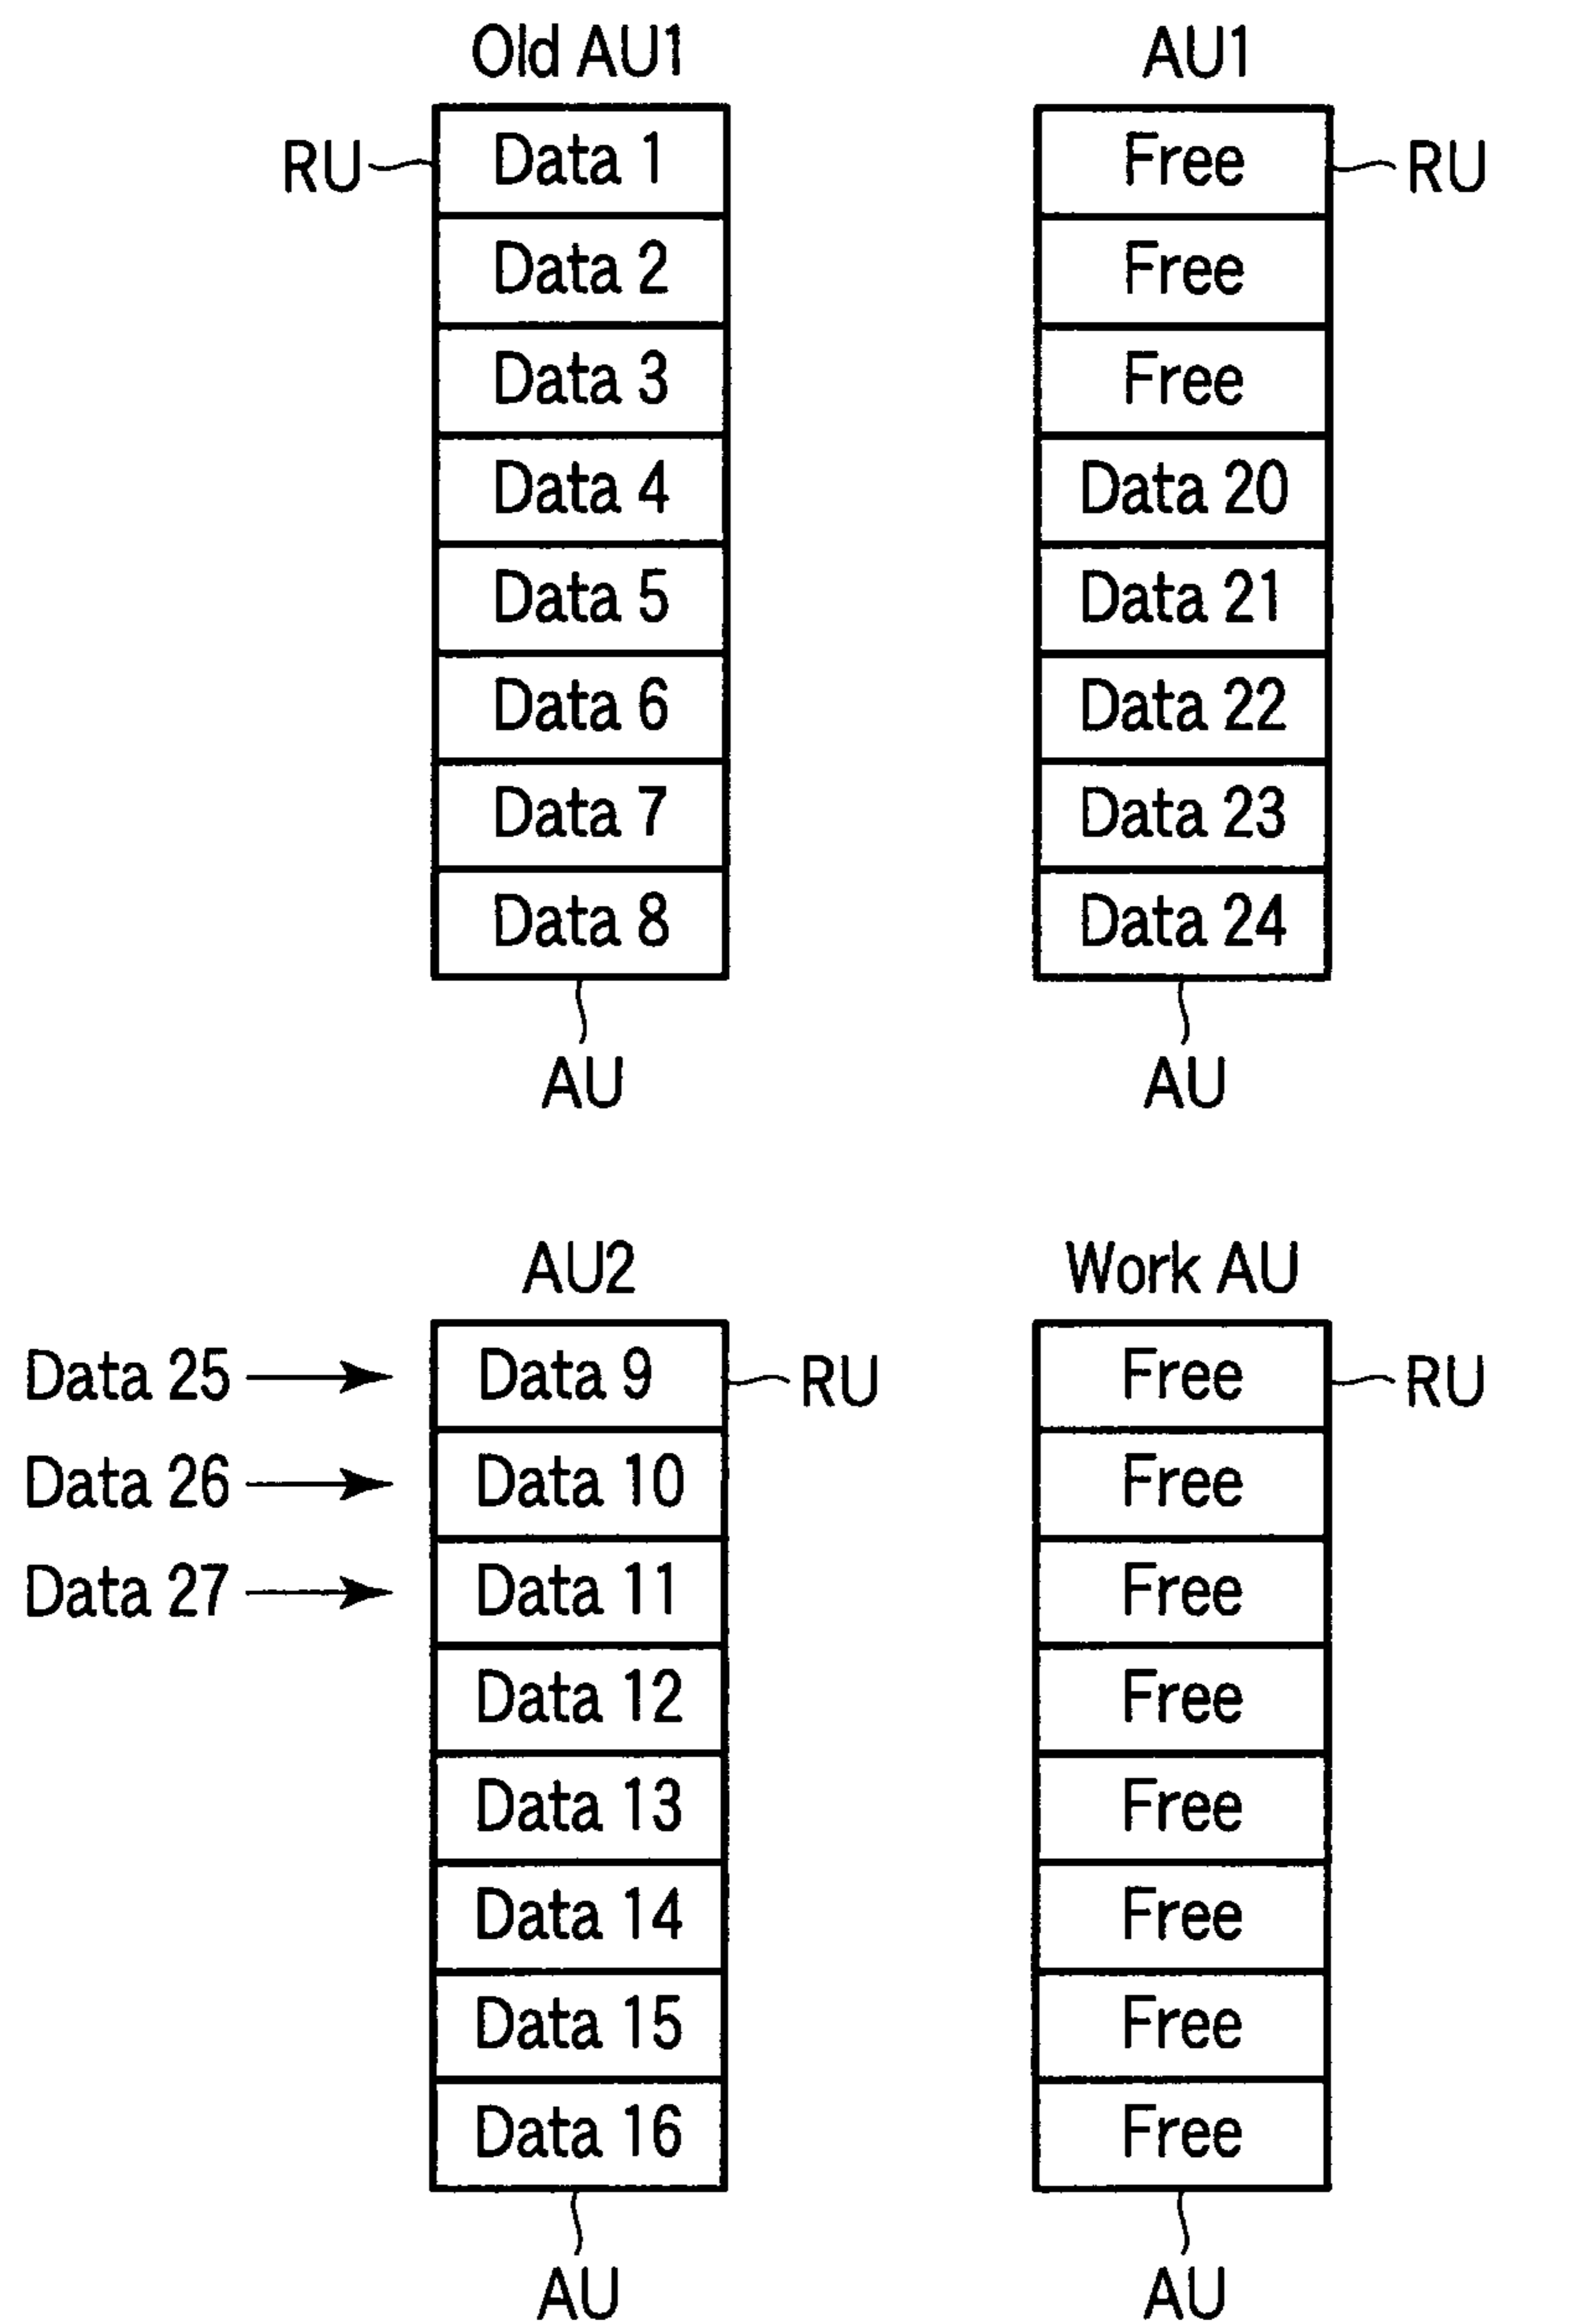 Old AU1
RU
Data 1
Data 2
Data 3
Data 4
Data 5
Data 6
Data 7
Data 8
AU
AU1
Free
RU
Free
Free
Data 20
Data 21
Data 22
Data 23
Data 24
AU
AU2
Data 25
Data 9
RU
Data 26
Data 10
Data 27
Data 11
Data 12
Data 13
Data 14
Data 15
Data 16
AU
Work AU
Free
RU
Free
Free
Free
Free
Free
Free
Free
AU